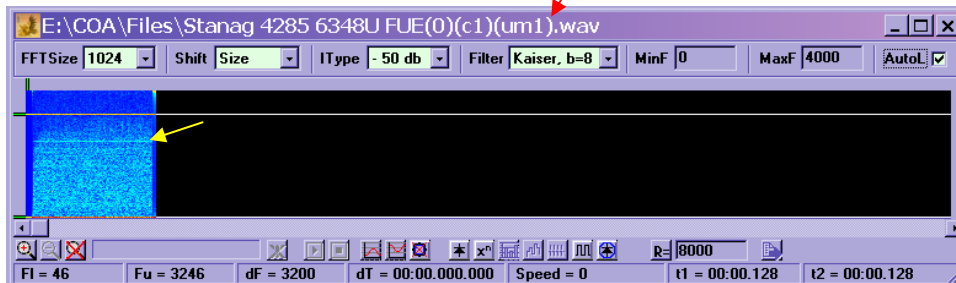 E:\COA\Files\Stanag 4285 6348U FUE(0)(c1)(um1).wav
FFTSize 1024 Shift Size IType - 50 db Filter Kaiser, b=8 MinF 0 MaxF 4000 AutoL
xⁿ R= 8000
Fl = 46 Fu = 3246 dF = 3200 dT = 00:00.000.000 Speed = 0 t1 = 00:00.128 t2 = 00:00.128